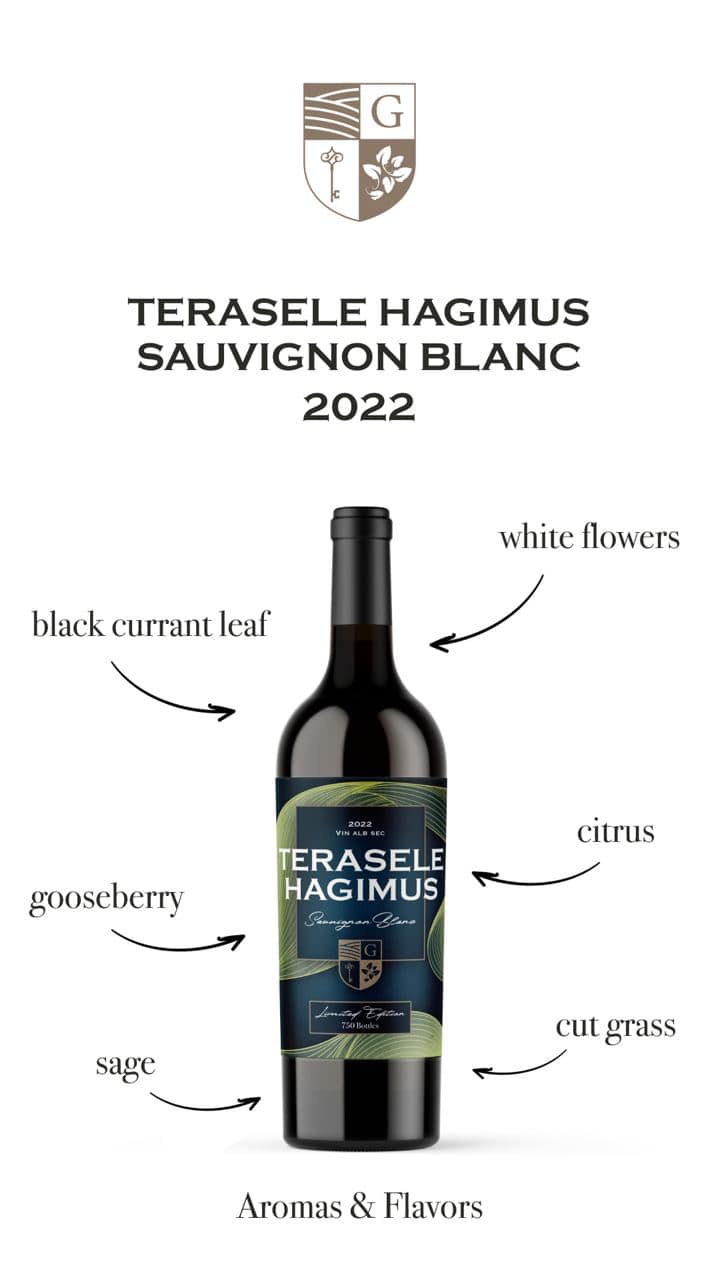 G
TERASELE HAGIMUS
SAUVIGNON BLANC
2022
white flowers
black currant leaf
2022
VIN ALB SEC
TERASELE
HAGIMUS
Sauvignon Blanc
G
Limited Edition
750 Bottles
citrus
gooseberry
cut grass
sage
Aromas & Flavors